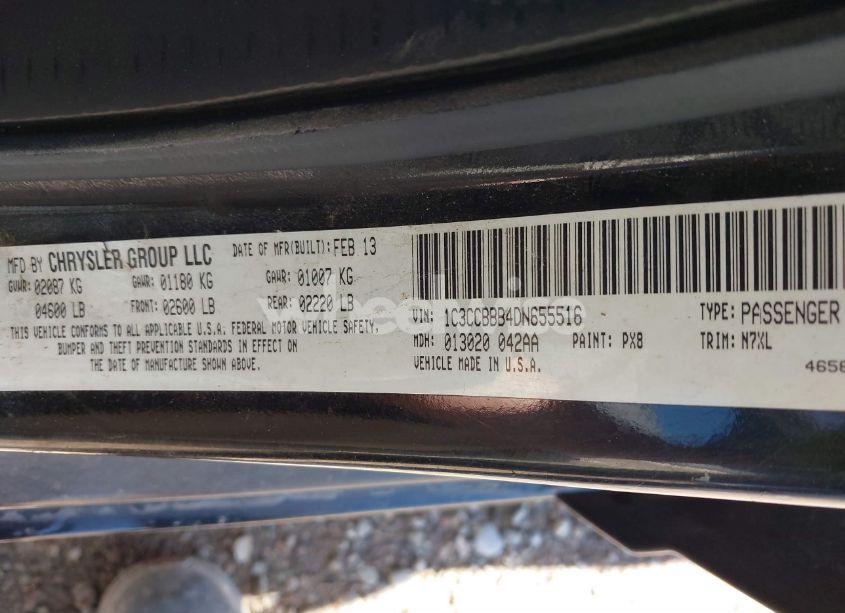 MFD BY CHRYSLER GROUP LLC DATE OF MFR(BUILT): FEB 13
GVWR: 02087 KG GAWR: 01180 KG GAWR: 01007 KG
04600 LB FRONT: 02600 LB REAR: 02220 LB
THIS VEHICLE CONFORMS TO ALL APPLICABLE U.S.A. FEDERAL MOTOR VEHICLE SAFETY,
BUMPER AND THEFT PREVENTION STANDARDS IN EFFECT ON
THE DATE OF MANUFACTURE SHOWN ABOVE.
VIN: 1C3CCBBB4DN655516 TYPE: PASSENGER
MDH: 013020 042AA PAINT: PX8 TRIM: N7XL
VEHICLE MADE IN U.S.A. 4658